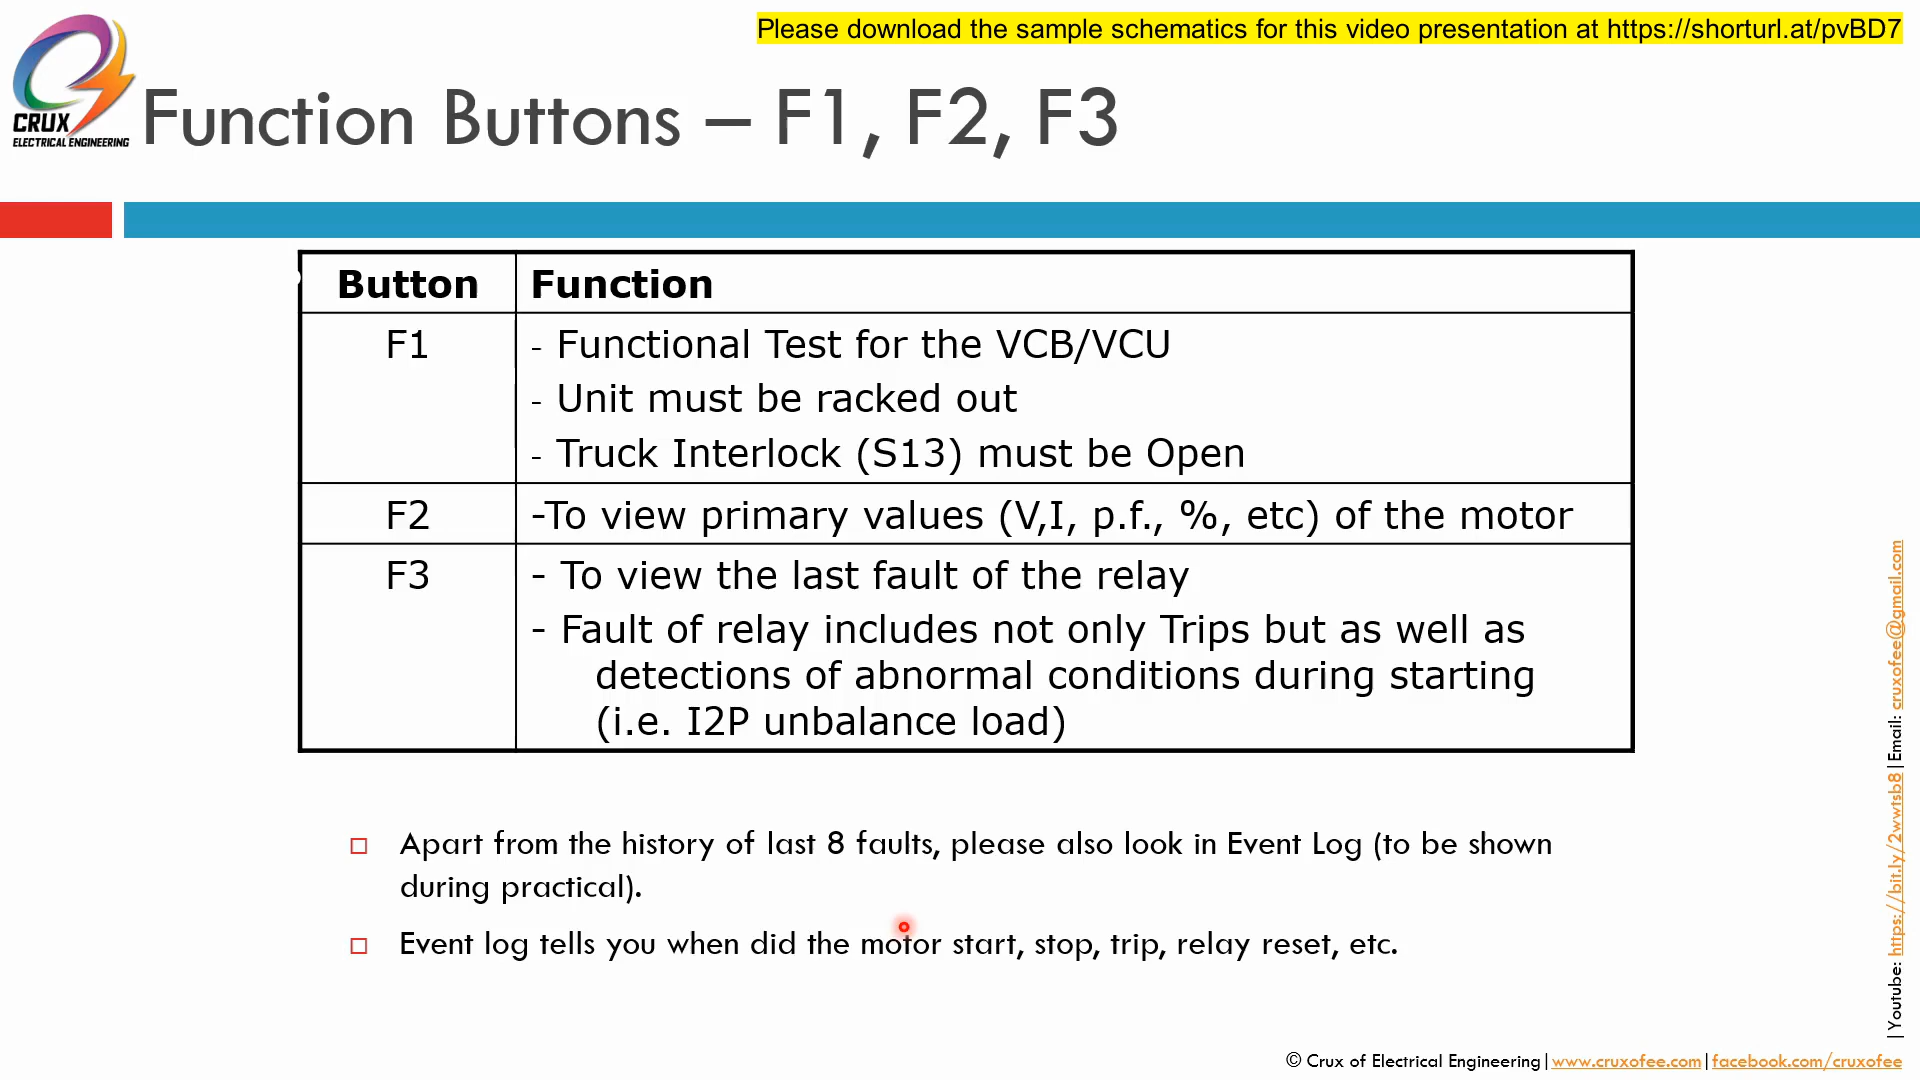 Please download the sample schematics for this video presentation at https://shorturl.at/pvBD7
CRUX
ELECTRICAL ENGINEERING
Function Buttons – F1, F2, F3
Button Function
F1 - Functional Test for the VCB/VCU
- Unit must be racked out
- Truck Interlock (S13) must be Open
F2 -To view primary values (V,I, p.f., %, etc) of the motor
F3 - To view the last fault of the relay
- Fault of relay includes not only Trips but as well as
detections of abnormal conditions during starting
(i.e. I2P unbalance load)
Apart from the history of last 8 faults, please also look in Event Log (to be shown
during practical).
Event log tells you when did the motor start, stop, trip, relay reset, etc.
|Youtube: https://bit.ly/2wwtsb8|Email: cruxofee@gmail.com
© Crux of Electrical Engineering|www.cruxofee.com|facebook.com/cruxofee